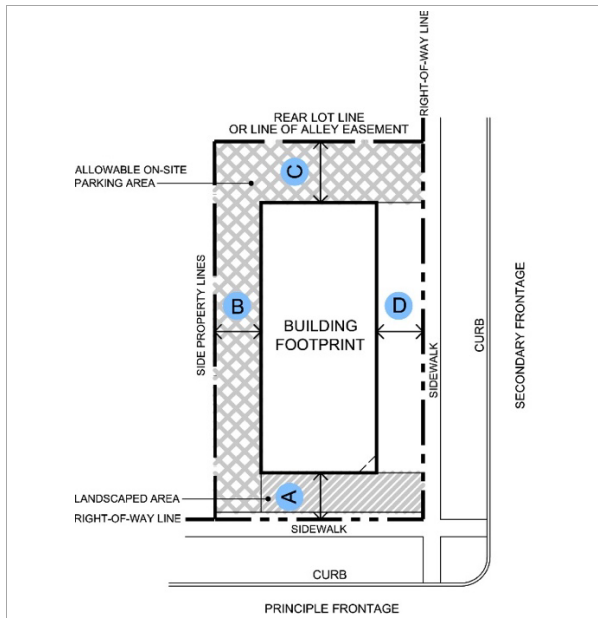 RIGHT-OF-WAY LINE
REAR LOT LINE
OR LINE OF ALLEY EASEMENT
ALLOWABLE ON-SITE
PARKING AREA
C
SIDE PROPERTY LINES
B
D
BUILDING
FOOTPRINT
SIDEWALK
CURB
SECONDARY FRONTAGE
LANDSCAPED AREA
A
RIGHT-OF-WAY LINE
SIDEWALK
CURB
PRINCIPLE FRONTAGE